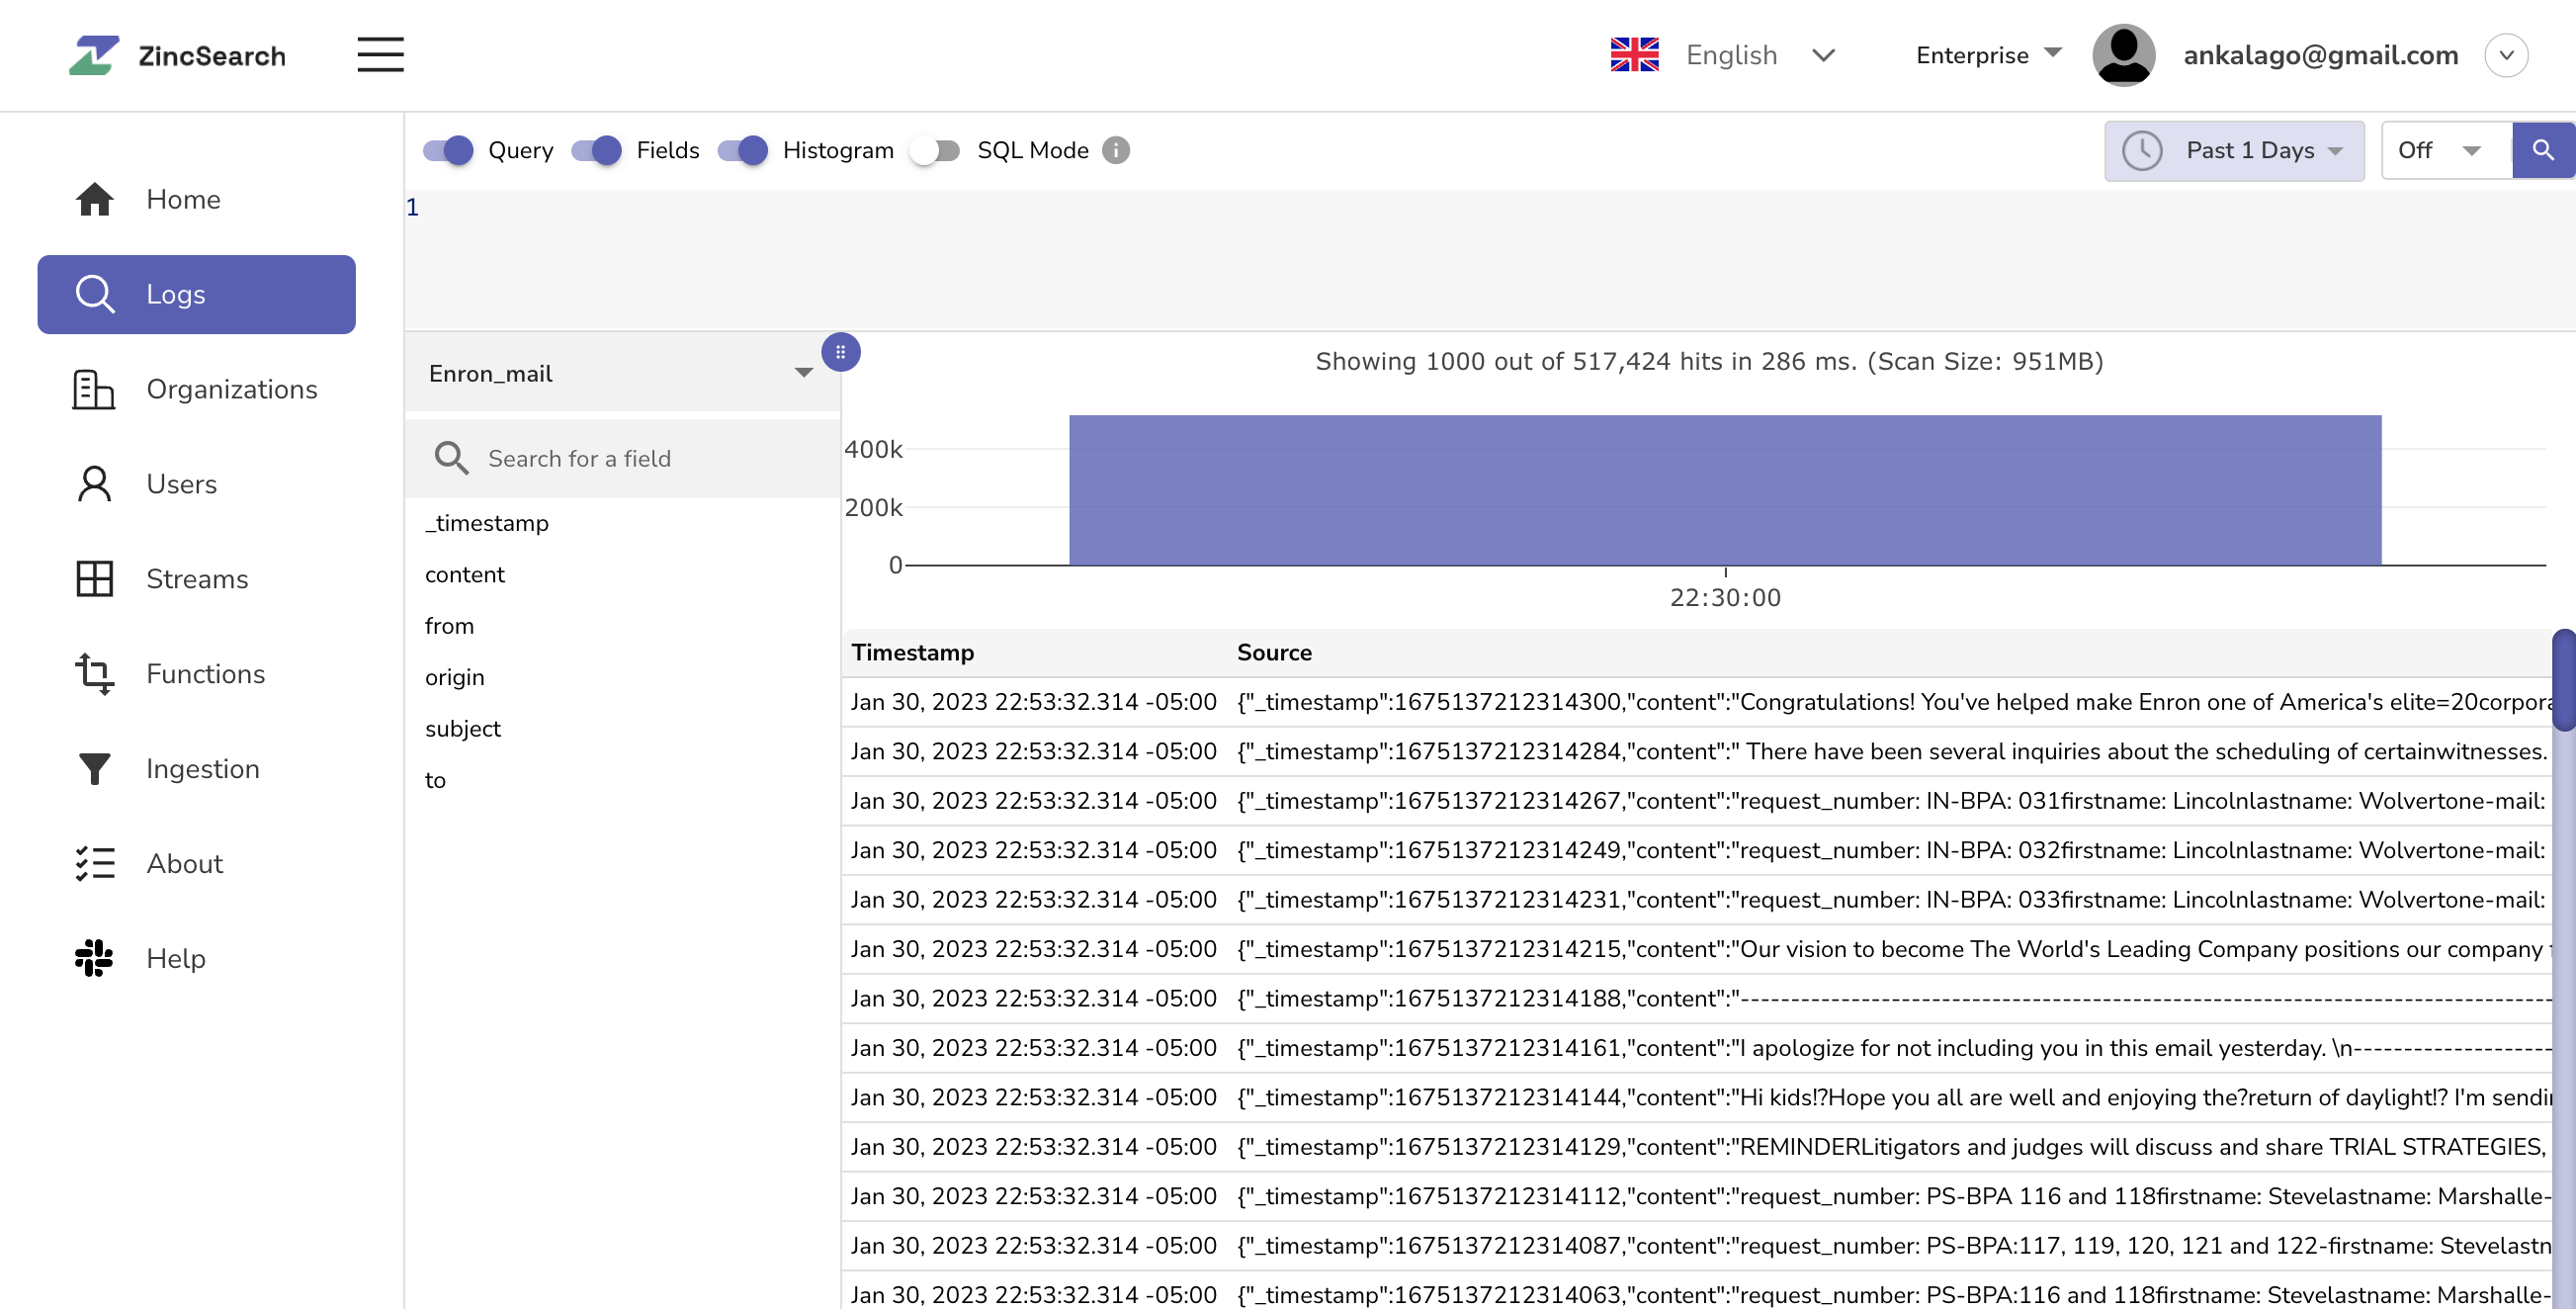 ZincSearch
English
Enterprise
ankalago@gmail.com
Home
Logs
Organizations
Users
Streams
Functions
Ingestion
About
Help
Query Fields Histogram SQL Mode
Past 1 Days
Off
1
Enron_mail
Search for a field
_timestamp
content
from
origin
subject
to
Showing 1000 out of 517,424 hits in 286 ms. (Scan Size: 951MB)
400k
200k
0
22:30:00
Timestamp Source
Jan 30, 2023 22:53:32.314 -05:00 {"_timestamp":1675137212314300,"content":"Congratulations! You've helped make Enron one of America's elite=20corpora
Jan 30, 2023 22:53:32.314 -05:00 {"_timestamp":1675137212314284,"content":" There have been several inquiries about the scheduling of certainwitnesses.
Jan 30, 2023 22:53:32.314 -05:00 {"_timestamp":1675137212314267,"content":"request_number: IN-BPA: 031firstname: Lincolnlastname: Wolvertone-mail:
Jan 30, 2023 22:53:32.314 -05:00 {"_timestamp":1675137212314249,"content":"request_number: IN-BPA: 032firstname: Lincolnlastname: Wolvertone-mail:
Jan 30, 2023 22:53:32.314 -05:00 {"_timestamp":1675137212314231,"content":"request_number: IN-BPA: 033firstname: Lincolnlastname: Wolvertone-mail:
Jan 30, 2023 22:53:32.314 -05:00 {"_timestamp":1675137212314215,"content":"Our vision to become The World's Leading Company positions our company
Jan 30, 2023 22:53:32.314 -05:00 {"_timestamp":1675137212314188,"content":"--------------------------------------------------------------------------------
Jan 30, 2023 22:53:32.314 -05:00 {"_timestamp":1675137212314161,"content":"I apologize for not including you in this email yesterday. \n--------------------
Jan 30, 2023 22:53:32.314 -05:00 {"_timestamp":1675137212314144,"content":"Hi kids!?Hope you all are well and enjoying the?return of daylight!? I'm sendi
Jan 30, 2023 22:53:32.314 -05:00 {"_timestamp":1675137212314129,"content":"REMINDERLitigators and judges will discuss and share TRIAL STRATEGIES,
Jan 30, 2023 22:53:32.314 -05:00 {"_timestamp":1675137212314112,"content":"request_number: PS-BPA 116 and 118firstname: Stevelastname: Marshalle-
Jan 30, 2023 22:53:32.314 -05:00 {"_timestamp":1675137212314087,"content":"request_number: PS-BPA:117, 119, 120, 121 and 122-firstname: Stevelastn
Jan 30, 2023 22:53:32.314 -05:00 {"_timestamp":1675137212314063,"content":"request_number: PS-BPA:116 and 118firstname: Stevelastname: Marshalle-